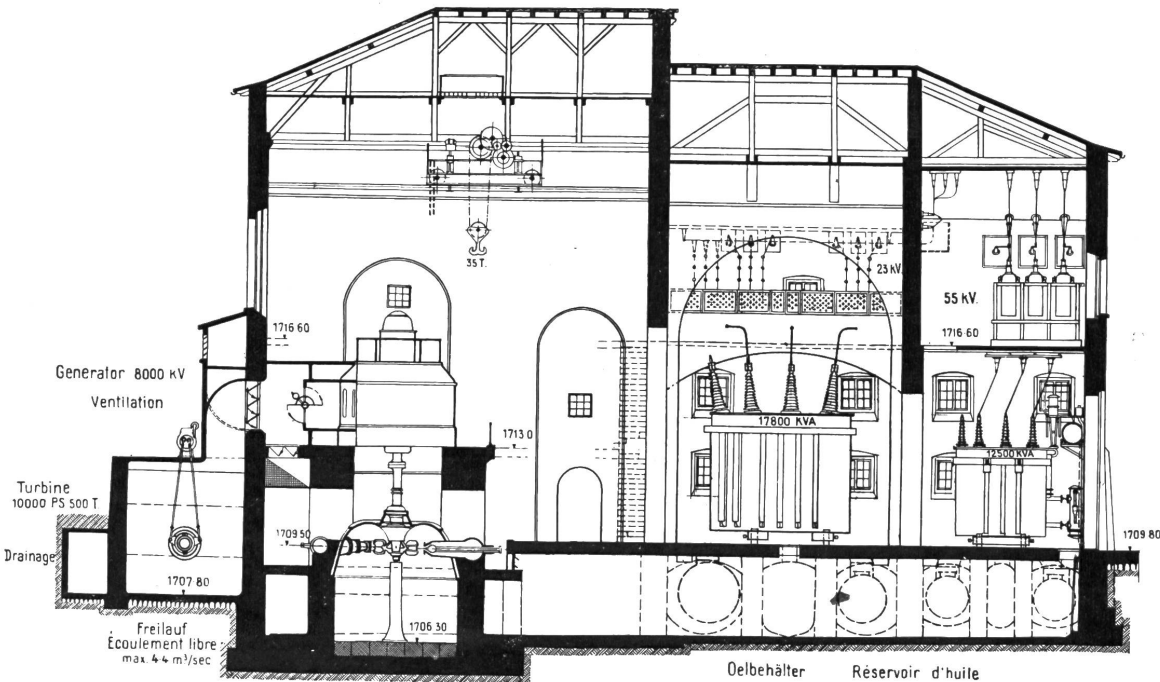 35 T.
23 KV.
55 KV.
1716 60
1716·60
Generator 8000 KV
Ventilation
17800 KVA
1713 0
12500 KVA
Turbine
10000 PS 500 T.
1709 50
1709 80
Drainage
1707·80
Freilauf
Écoulement libre
max. 4·4 m³/sec
1706 30
Oelbehälter Réservoir d'huile